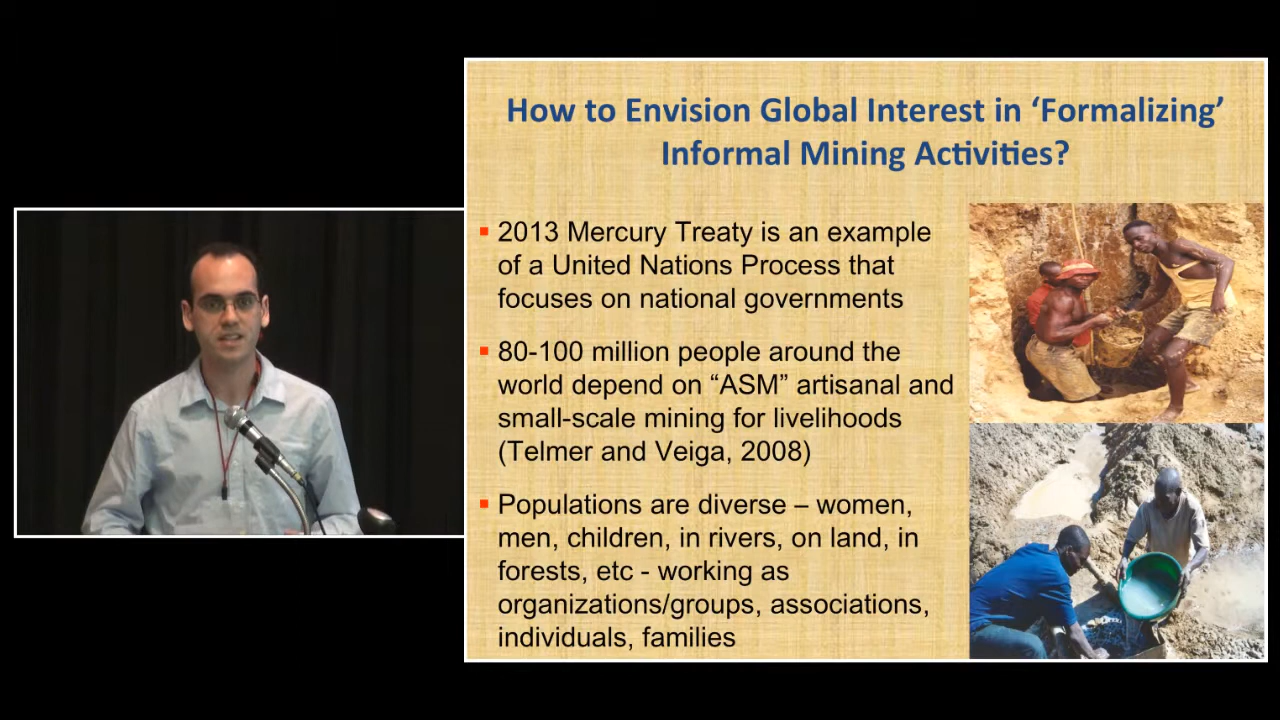 How to Envision Global Interest in ‘Formalizing’
Informal Mining Activities?
2013 Mercury Treaty is an example
of a United Nations Process that
focuses on national governments
80-100 million people around the
world depend on “ASM” artisanal and
small-scale mining for livelihoods
(Telmer and Veiga, 2008)
Populations are diverse – women,
men, children, in rivers, on land, in
forests, etc - working as
organizations/groups, associations,
individuals, families